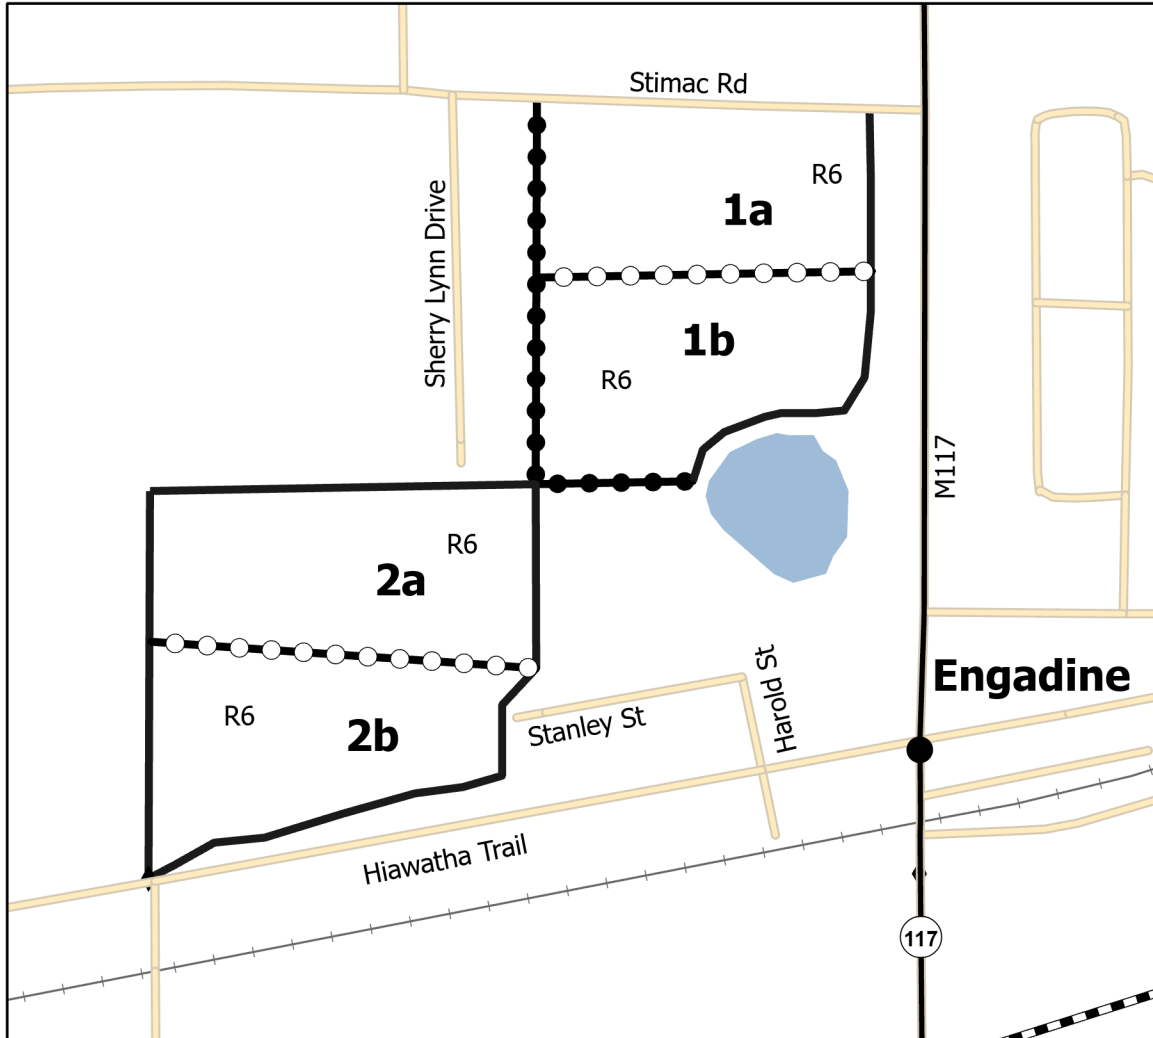 Stimac Rd
R6
1a
Sherry Lynn Drive
1b
R6
M117
R6
2a
Harold St
Engadine
R6
2b
Stanley St
Hiawatha Trail
117